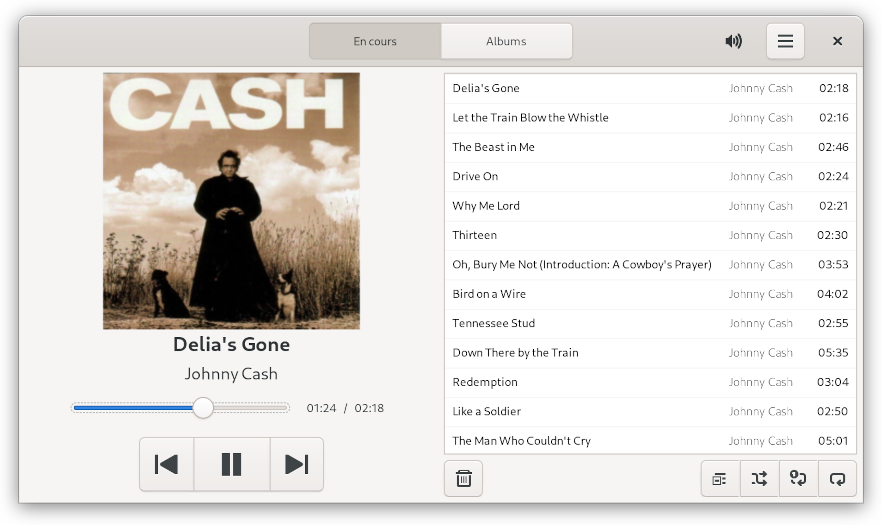 En cours
Albums
CASH
Delia's Gone
Johnny Cash
01:24 / 02:18
Delia's Gone Johnny Cash 02:18
Let the Train Blow the Whistle Johnny Cash 02:16
The Beast in Me Johnny Cash 02:46
Drive On Johnny Cash 02:24
Why Me Lord Johnny Cash 02:21
Thirteen Johnny Cash 02:30
Oh, Bury Me Not (Introduction: A Cowboy's Prayer) Johnny Cash 03:53
Bird on a Wire Johnny Cash 04:02
Tennessee Stud Johnny Cash 02:55
Down There by the Train Johnny Cash 05:35
Redemption Johnny Cash 03:04
Like a Soldier Johnny Cash 02:50
The Man Who Couldn't Cry Johnny Cash 05:01